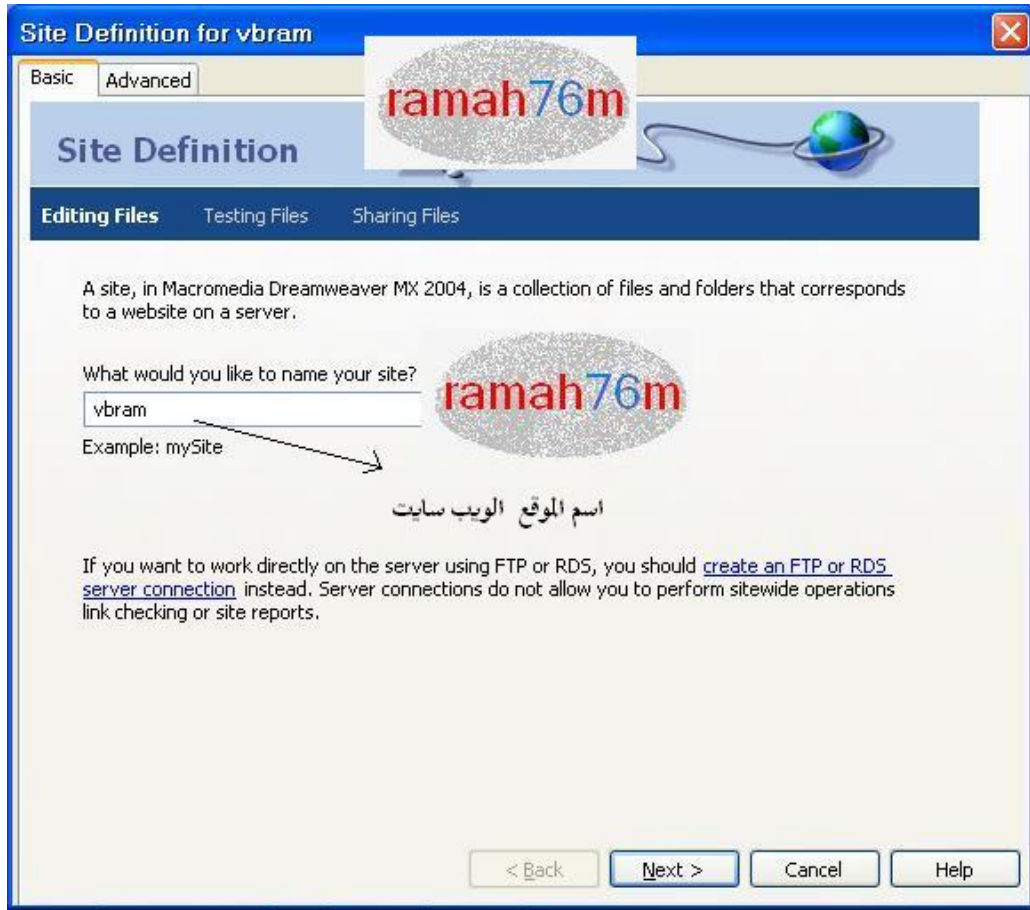 Site Definition for vbram
Basic Advanced
ramah76m
Site Definition
Editing Files Testing Files Sharing Files
A site, in Macromedia Dreamweaver MX 2004, is a collection of files and folders that corresponds
to a website on a server.
What would you like to name your site?
ramah76m
vbram
Example: mySite
اسم الموقع الويب سايت
If you want to work directly on the server using FTP or RDS, you should create an FTP or RDS
server connection instead. Server connections do not allow you to perform sitewide operations
link checking or site reports.
< Back Next > Cancel Help